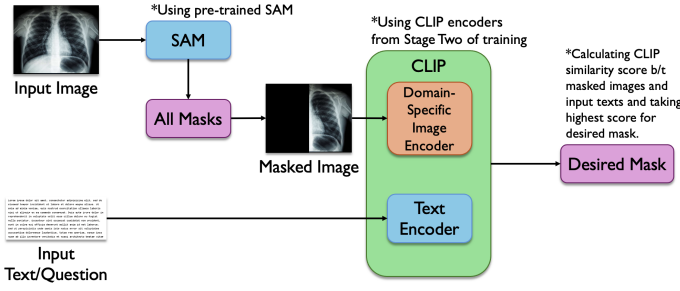 *Using pre-trained SAM
SAM
Input Image
All Masks
Masked Image
*Using CLIP encoders
from Stage Two of training
CLIP
Domain-
Specific
Image
Encoder
Text
Encoder
*Calculating CLIP
similarity score b/t
masked images and
input texts and taking
highest score for
desired mask.
Desired Mask
Input
Text/Question